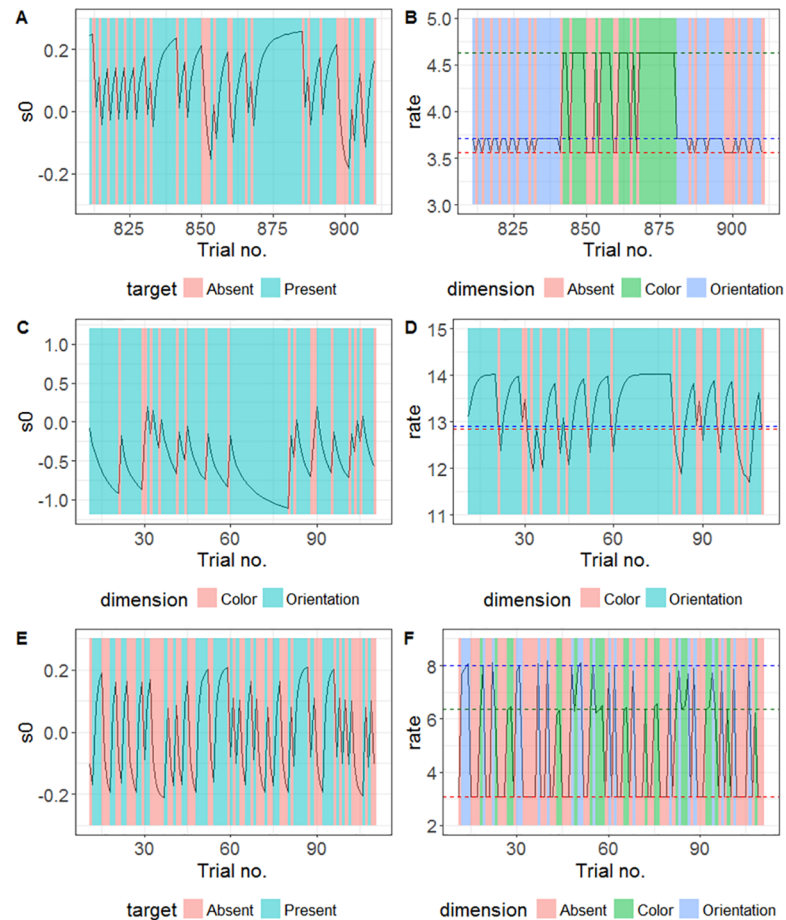 A
s0
0.2
0.0
-0.2
825 850 875 900
Trial no.
target Absent Present
B
rate
5.0
4.5
4.0
3.5
3.0
825 850 875 900
Trial no.
dimension Absent Color Orientation
C
s0
1.0
0.5
0.0
-0.5
-1.0
30 60 90
Trial no.
dimension Color Orientation
D
rate
15
14
13
12
11
30 60 90
Trial no.
dimension Color Orientation
E
s0
0.2
0.0
-0.2
30 60 90
Trial no.
target Absent Present
F
rate
8
6
4
2
30 60 90
Trial no.
dimension Absent Color Orientation